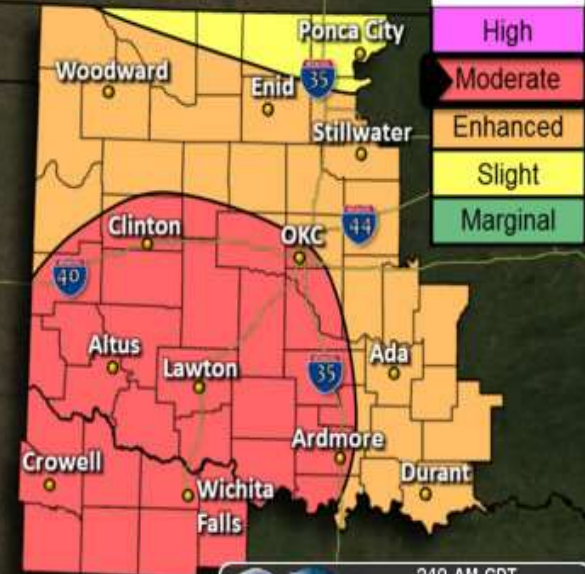 Ponca City
High
Woodward
Enid
35
Moderate
Enhanced
Stillwater
Slight
Clinton
OKC
44
Marginal
40
Altus
Lawton
35
Ada
Ardmore
Crowell
Durant
Wichita
Falls